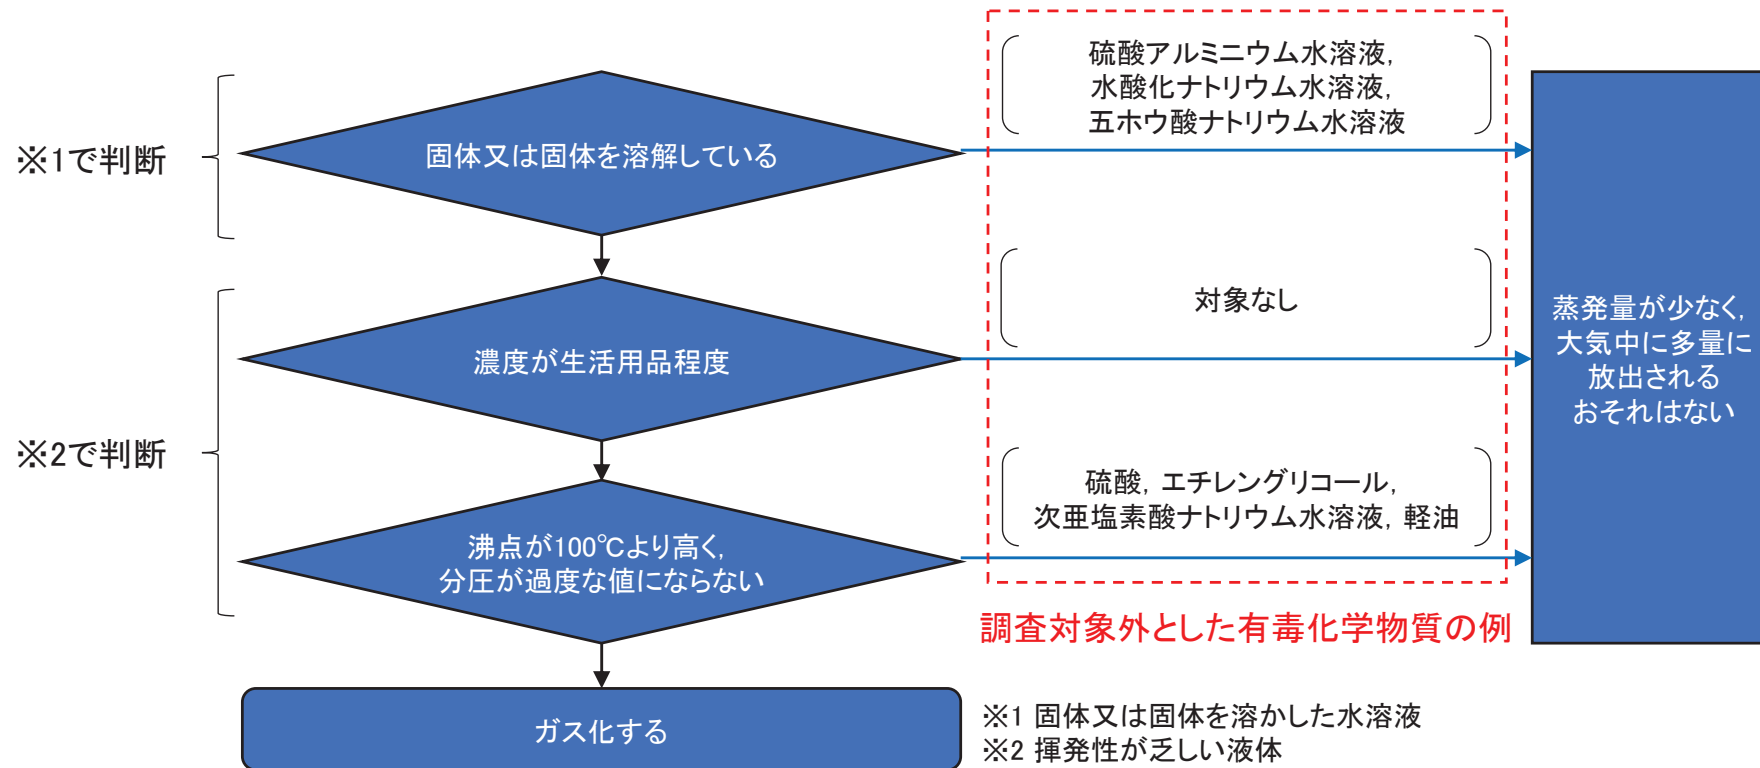 ※1で判断
固体又は固体を溶解している
硫酸アルミニウム水溶液,
水酸化ナトリウム水溶液,
五ホウ酸ナトリウム水溶液
※2で判断
濃度が生活用品程度
対象なし
沸点が100℃より高く,
分圧が過度な値にならない
硫酸, エチレングリコール,
次亜塩素酸ナトリウム水溶液, 軽油
蒸発量が少なく,
大気中に多量に
放出される
おそれはない
調査対象外とした有毒化学物質の例
ガス化する
※1 固体又は固体を溶かした水溶液
※2 揮発性が乏しい液体